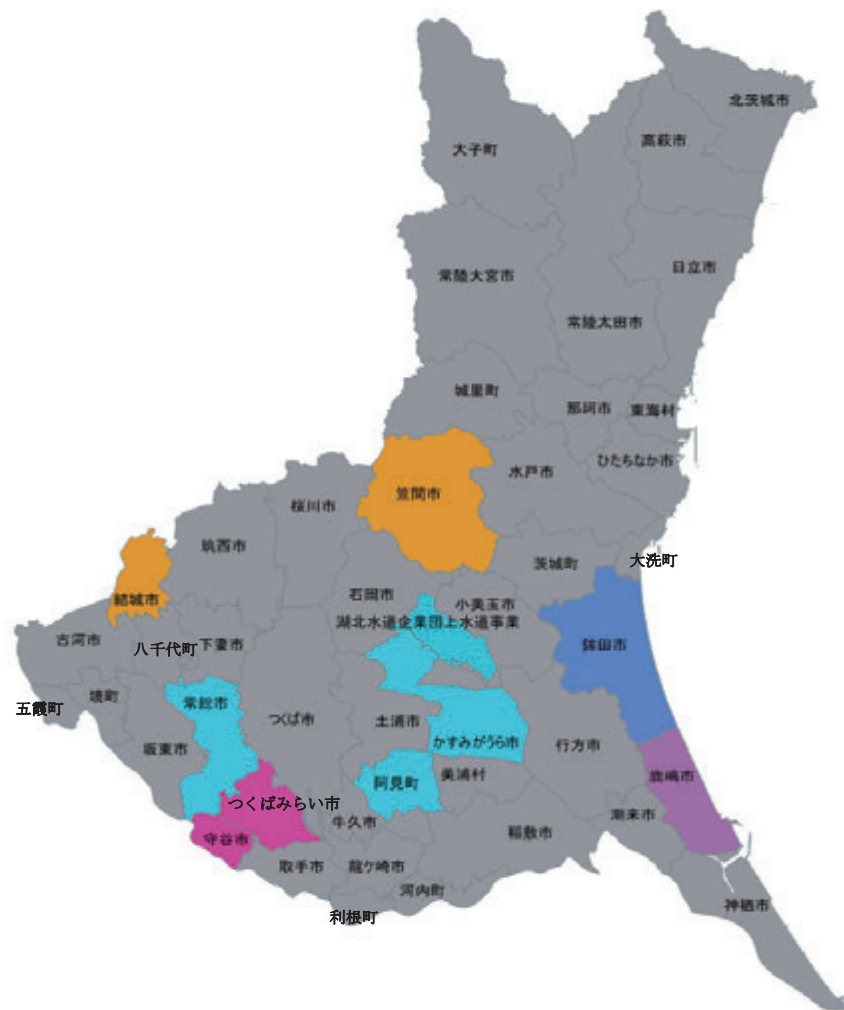 北茨城市
高萩市
大子町
日立市
常陸大宮市
常陸太田市
城里町
那珂市
東海村
ひたちなか市
水戸市
笠間市
桜川市
筑西市
茨城町
大洗町
結城市
石岡市
小美玉市
湖北水道企業団上水道事業
古河市
八千代町
下妻市
鉾田市
五霞町
境町
常総市
つくば市
土浦市
かすみがうら市
行方市
坂東市
阿見町
美浦村
鹿嶋市
つくばみらい市
潮来市
守谷市
牛久市
稲敷市
取手市
龍ケ崎市
河内町
利根町
神栖市